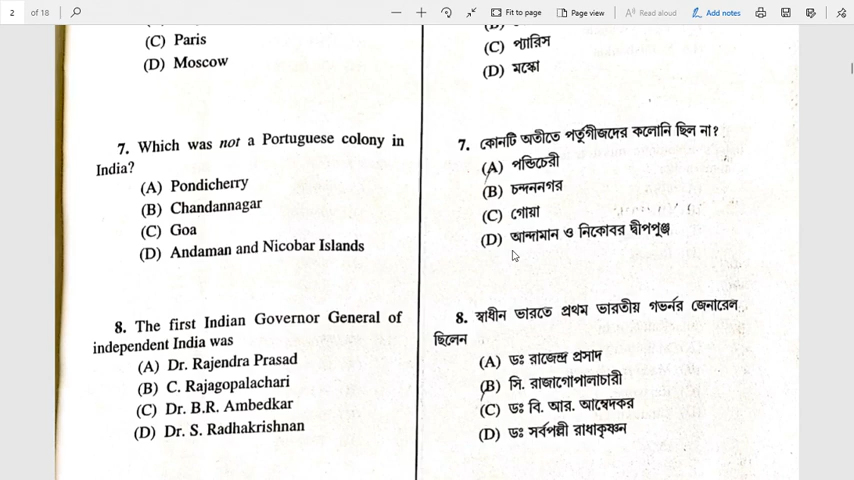 2 of 18
Fit to page
Page view
Read aloud
Add notes
(C) Paris
(D) Moscow
7. Which was not a Portuguese colony in
India?
(A) Pondicherry
(B) Chandannagar
(C) Goa
(D) Andaman and Nicobar Islands
8. The first Indian Governor General of
independent India was
(A) Dr. Rajendra Prasad
(B) C. Rajagopalachari
(C) Dr. B.R. Ambedkar
(D) Dr. S. Radhakrishnan
(C) প্যারিস
(D) মস্কো
7. কোনটি অতীতে পর্তুগীজদের কলোনি ছিল না?
(A) পন্ডিচেরী
(B) চন্দননগর
(C) গোয়া
(D) আন্দামান ও নিকোবর দ্বীপপুঞ্জ
8. স্বাধীন ভারতে প্রথম ভারতীয় গভর্নর জেনারেল
ছিলেন
(A) ডঃ রাজেন্দ্র প্রসাদ
(B) সি. রাজাগোপালাচারী
(C) ডঃ বি. আর. আম্বেদকর
(D) ডঃ সর্বপল্লী রাধাকৃষ্ণন